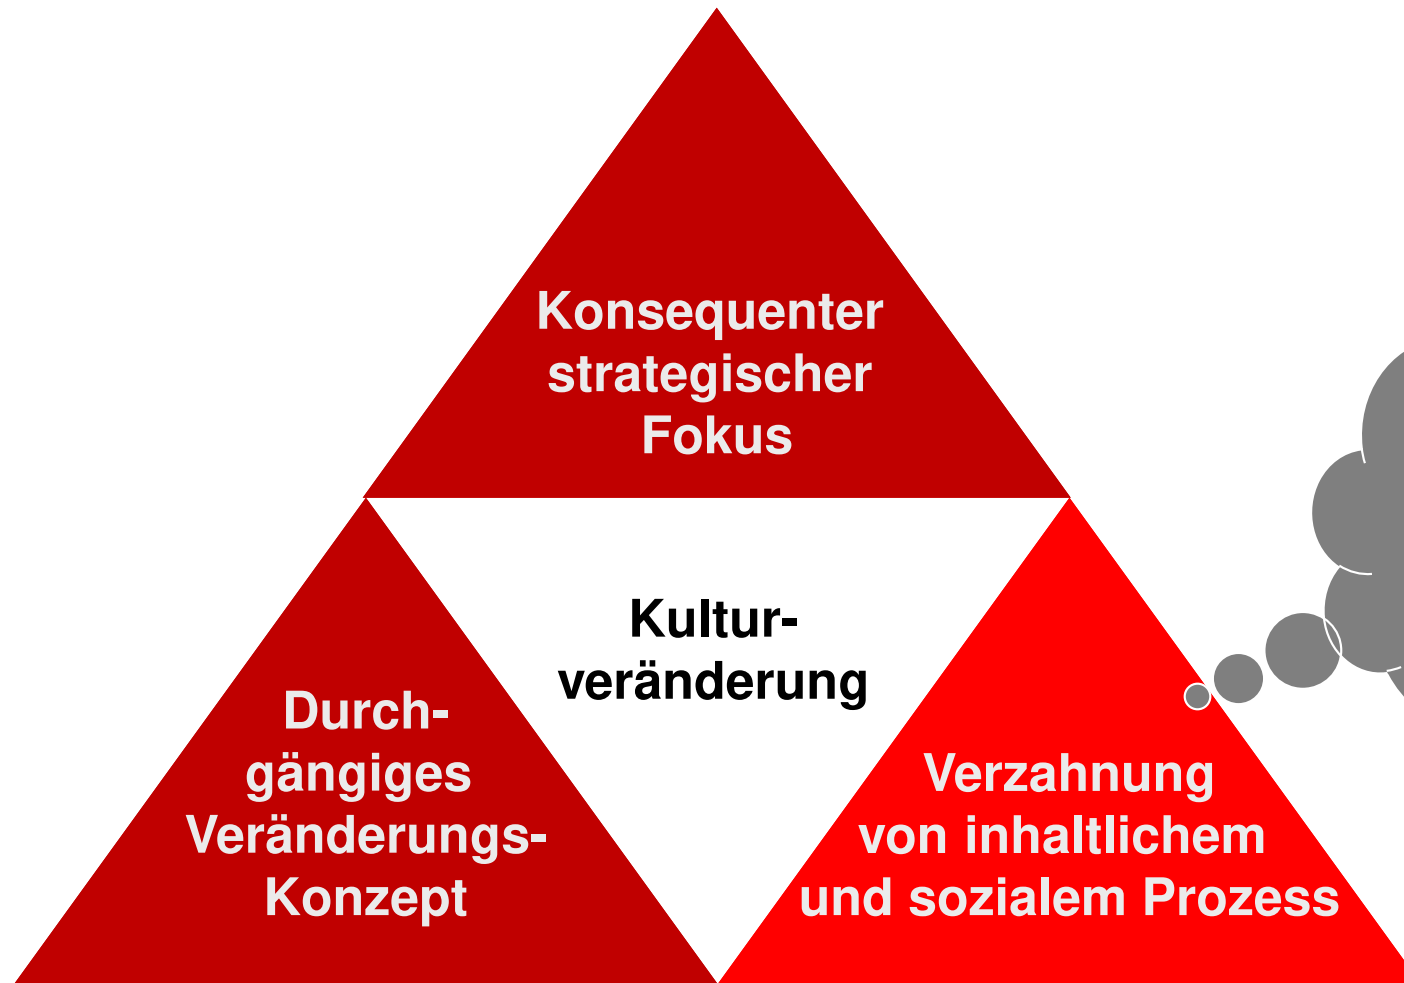 Konsequenter
strategischer
Fokus
Kultur-
veränderung
Durch-
gängiges
Veränderungs-
Konzept
Verzahnung
von inhaltlichem
und sozialem Prozess